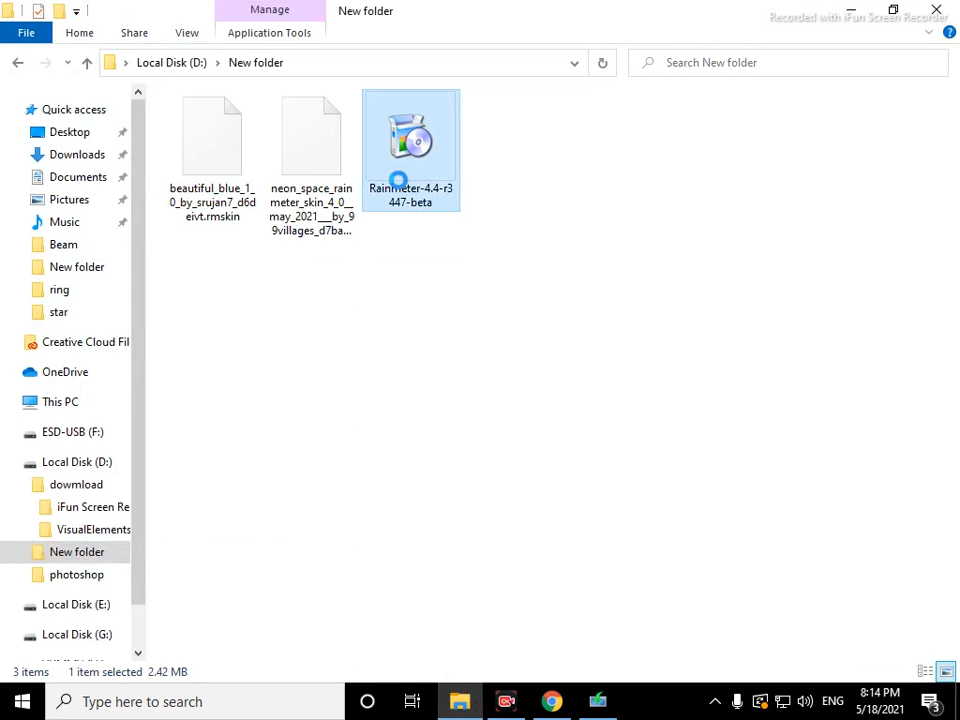 Manage
New folder
Recorded with iFun Screen Recorder
File
Home
Share
View
Application Tools
Local Disk (D:)
New folder
Search New folder
Quick access
Desktop
Downloads
Documents
Pictures
Music
Beam
New folder
ring
star
Creative Cloud Fil
OneDrive
This PC
ESD-USB (F:)
Local Disk (D:)
dowmload
iFun Screen Re
VisualElements
New folder
photoshop
Local Disk (E:)
Local Disk (G:)
beautiful_blue_1_
0_by_srujan7_d6d
eivt.rmskin
neon_space_rain
meter_skin_4_0__
may_2021___by_9
9villages_d7ba...
Rainmeter-4.4-r3
447-beta
3 items
1 item selected 2.42 MB
Type here to search
ENG
8:14 PM
5/18/2021
3